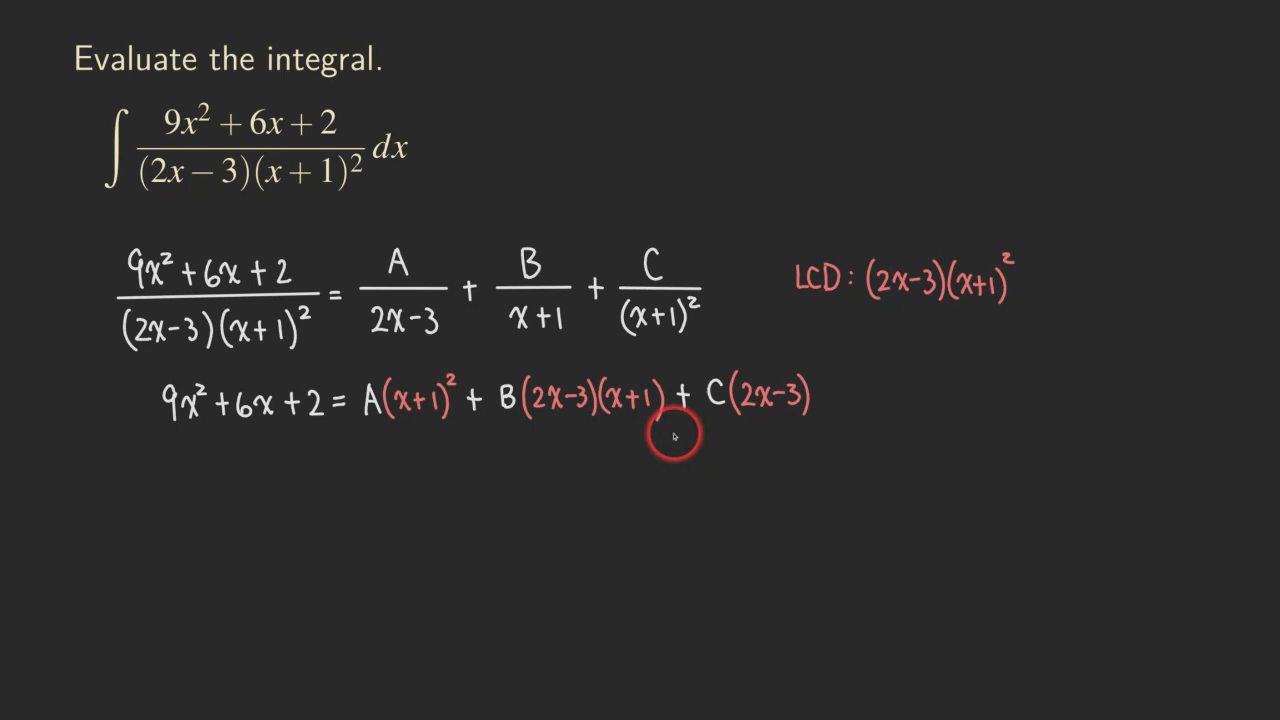 Evaluate the integral.
∫ (9x² + 6x + 2) / ((2x − 3)(x + 1)²) dx
(9x² + 6x + 2) / ((2x−3)(x+1)²) = A / (2x−3) + B / (x+1) + C / (x+1)²   LCD: (2x−3)(x+1)²
9x² + 6x + 2 = A(x+1)² + B(2x−3)(x+1) + C(2x−3)